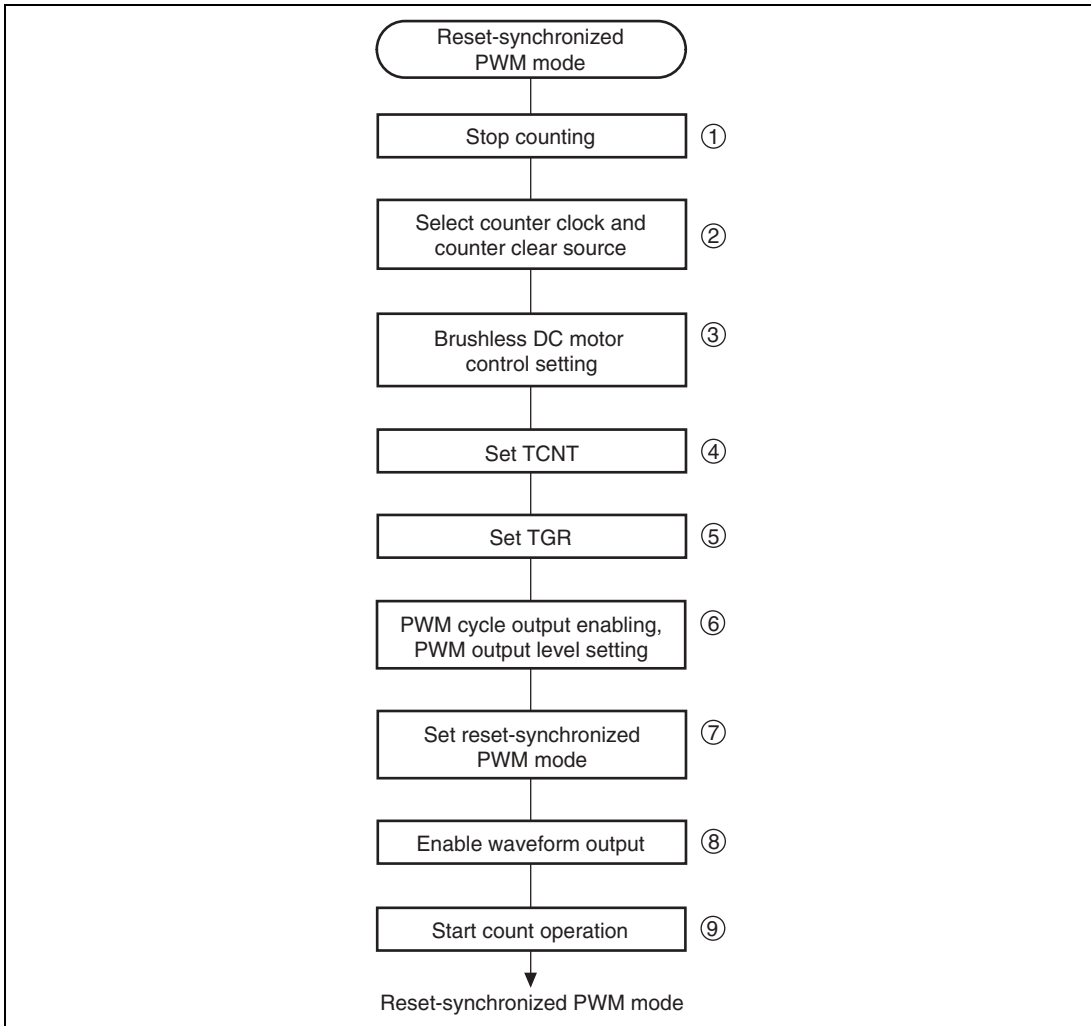 Reset-synchronized
PWM mode
Stop counting
①
Select counter clock and
counter clear source
②
Brushless DC motor
control setting
③
Set TCNT
④
Set TGR
⑤
PWM cycle output enabling,
PWM output level setting
⑥
Set reset-synchronized
PWM mode
⑦
Enable waveform output
⑧
Start count operation
⑨
Reset-synchronized PWM mode